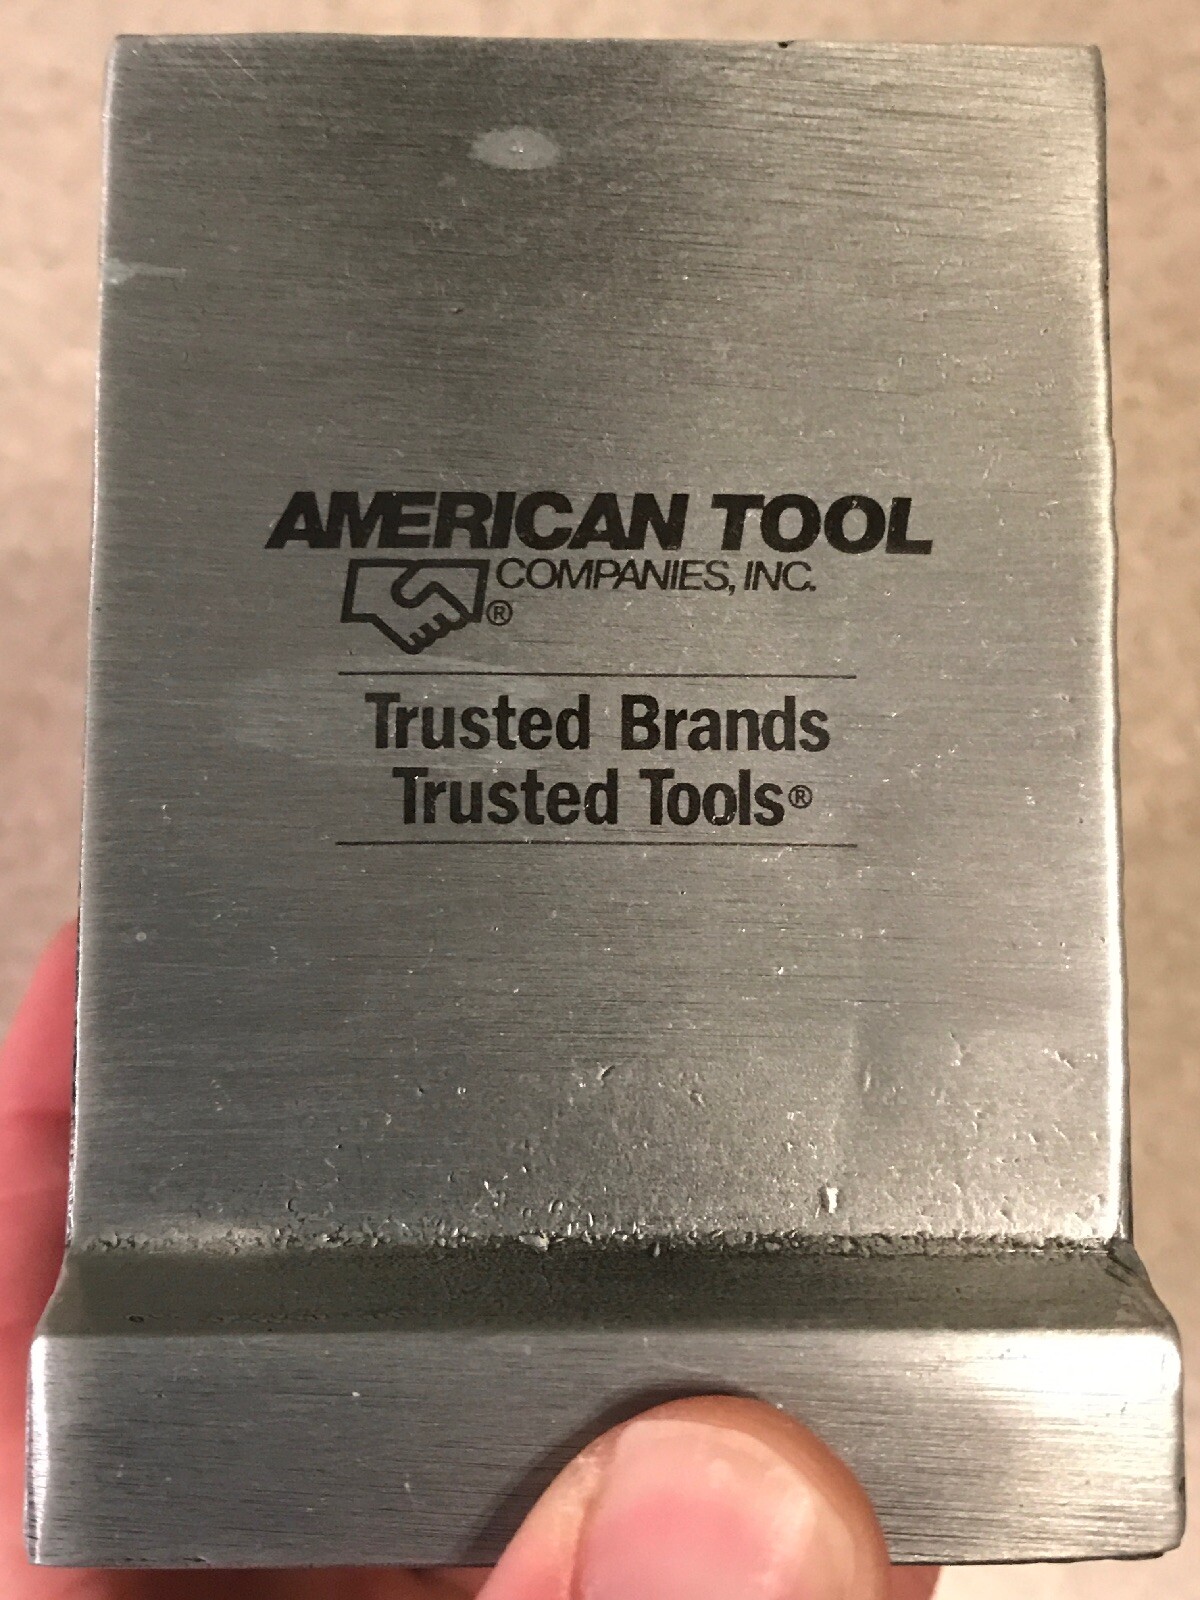 AMERICAN TOOL
COMPANIES, INC.
®
Trusted Brands
Trusted Tools®